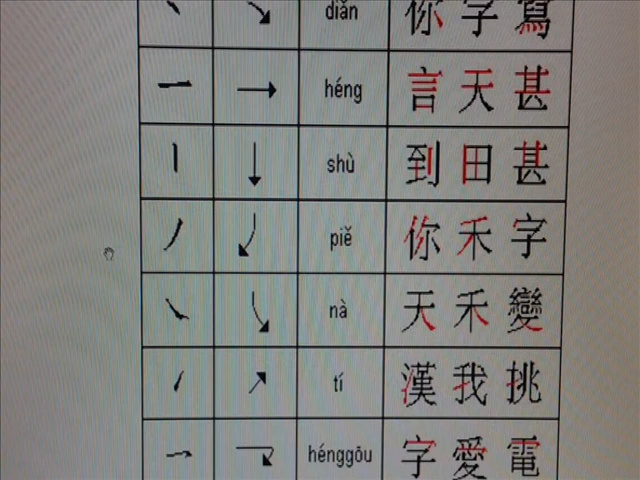 diǎn 你 字 寫
héng 言 天 甚
shù 到 田 甚
piě 你 禾 字
nà 天 禾 變
tí 漢 我 挑
hénggōu 字 愛 電